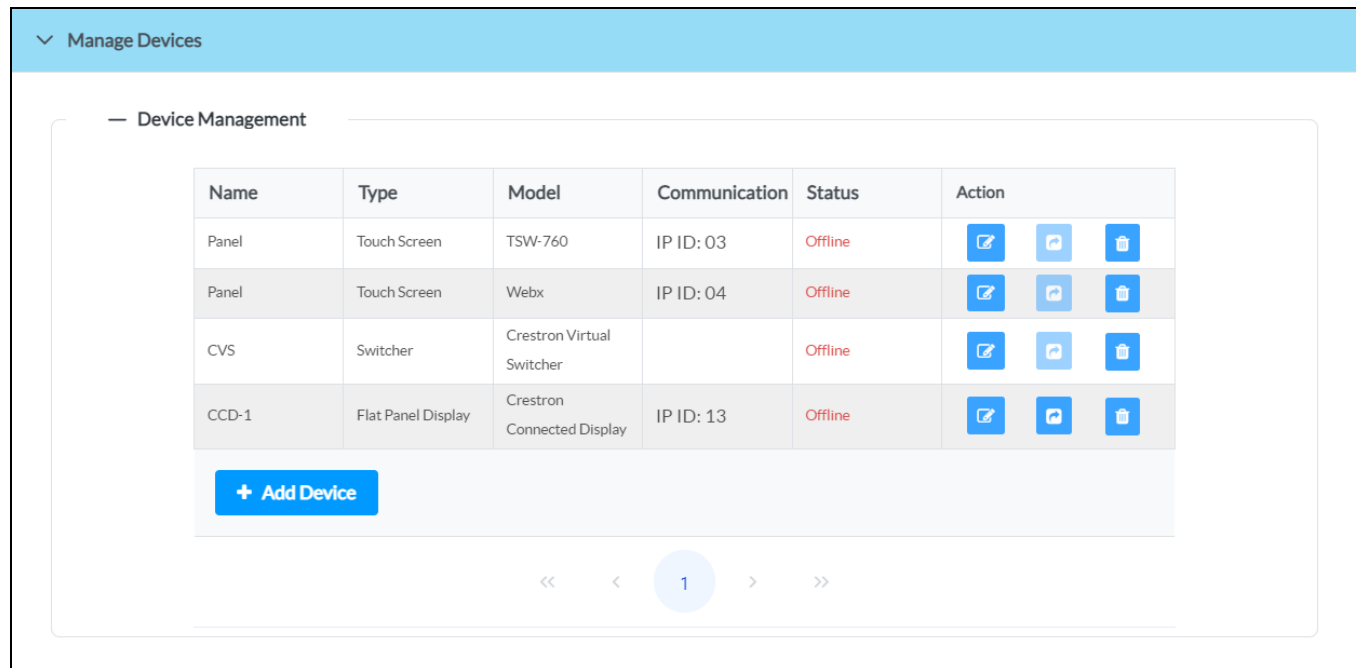 Manage Devices
Device Management
Name Type Model Communication Status Action
Panel Touch Screen TSW-760 IP ID: 03 Offline
Panel Touch Screen Webx IP ID: 04 Offline
CVS Switcher Crestron Virtual Offline
Switcher
CCD-1 Flat Panel Display Crestron IP ID: 13 Offline
Connected Display
+ Add Device
<< < 1 > >>